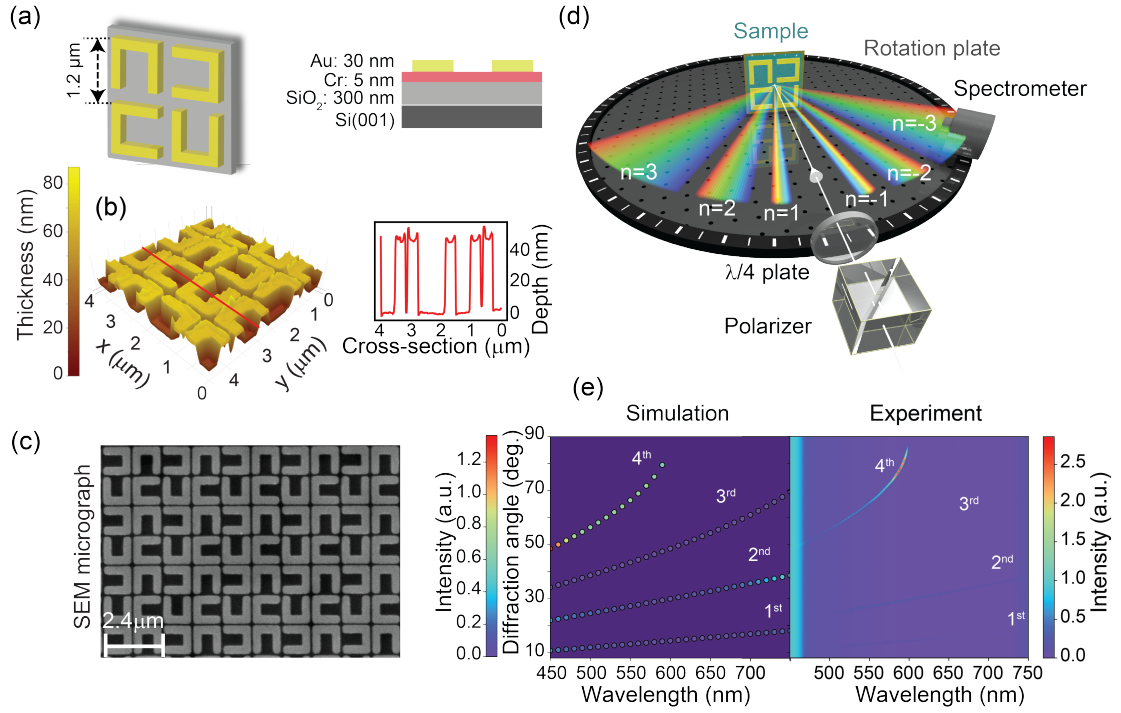 (a)
1.2 μm
Au: 30 nm
Cr: 5 nm
SiO2: 300 nm
Si(001)
(b)
Thickness (nm)
80
60
40
20
0
4
3
2
1
0
x (μm)
4
3
2
1
0
y (μm)
40
20
0
Depth (nm)
4
3
2
1
0
Cross-section (μm)
(c)
SEM micrograph
2.4μm
(d)
Sample
Rotation plate
Spectrometer
n=-3
n=3
n=-2
n=2
n=1
n=-1
λ/4 plate
Polarizer
(e)
Simulation
Experiment
Intensity (a.u.)
1.2
1.0
0.8
0.6
0.4
0.2
0.0
Diffraction angle (deg.)
90
70
50
30
10
4th
3rd
2nd
1st
450 500 550 600 650 700
Wavelength (nm)
4th
3rd
2nd
1st
500 550 600 650 700 750
Wavelength (nm)
2.5
2.0
1.5
1.0
0.5
0.0
Intensity (a.u.)